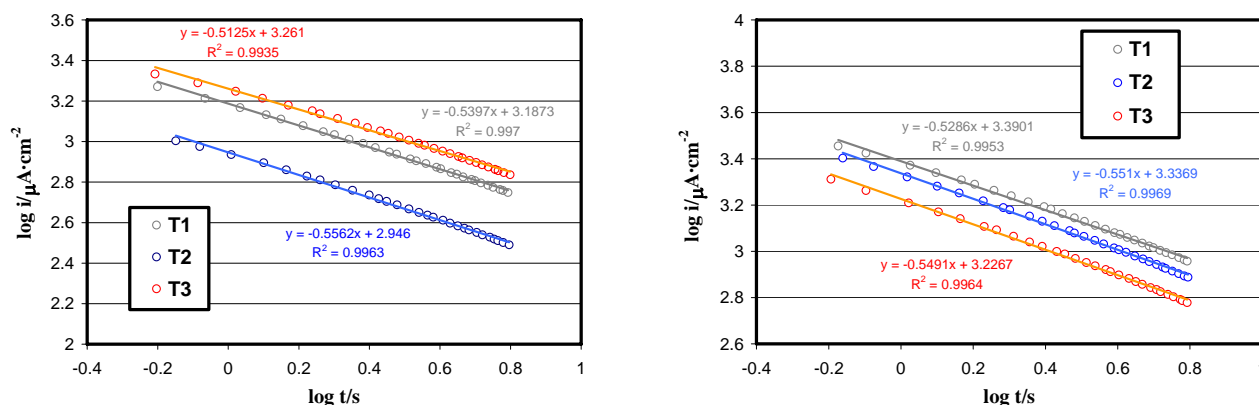 1.6
y = -0.5125x + 3.261
R² = 0.9935
3.6
3.4
3.2
3
2.8
2.6
2.4
2.2
2
y = -0.5397x + 3.1873
R² = 0.997
y = -0.5562x + 2.946
R² = 0.9963
T1
T2
T3
log i/µA·cm⁻²
-0.4 -0.2 0 0.2 0.4 0.6 0.8 1
log t/s
4
3.8
3.6
3.4
3.2
3
2.8
2.6
T1
T2
T3
y = -0.5286x + 3.3901
R² = 0.9953
y = -0.551x + 3.3369
R² = 0.9969
y = -0.5491x + 3.2267
R² = 0.9964
log i/µA·cm⁻²
-0.4 -0.2 0 0.2 0.4 0.6 0.8 1
log t/s